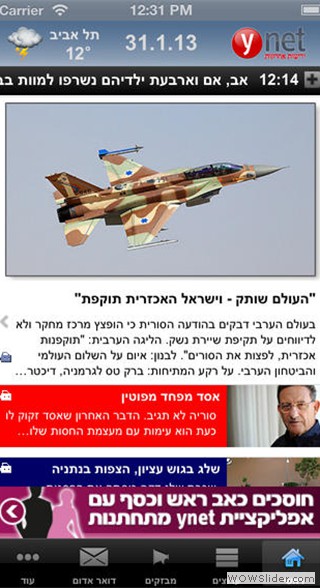 Carrier 12:31 PM
תל אביב
12°
31.1.13
ynet
ידיעות אחרונות
12:14 אב, אם וארבעת ילדיהם נשרפו למוות בב
"העולם שותק - וישראל האכזרית תוקפת"
בעולם הערבי דבקים בהודעה הסורית כי הופצץ מרכז מחקר ולא
לדיווחים על תקיפת שיירת נשק. הליגה הערבית: "תוקפנות
אכזרית, לפצות את הסורים". לבנון: איום על השלום העולמי
והביטחון הערבי. על רקע המתיחות: ברק טס לגרמניה, דיכטר...
אסד מפחד מפוטין
סוריה לא תגיב. הדבר האחרון שאסד זקוק לו
כעת הוא עימות עם מעצמת החסות שלו...
שלג בגוש עציון, הצפות בנתניה
חוסכים כאב ראש וכסף עם
אפליקציית ynet מתחתנות
עוד
דואר אדום
מבזקים
WOWSlider.com